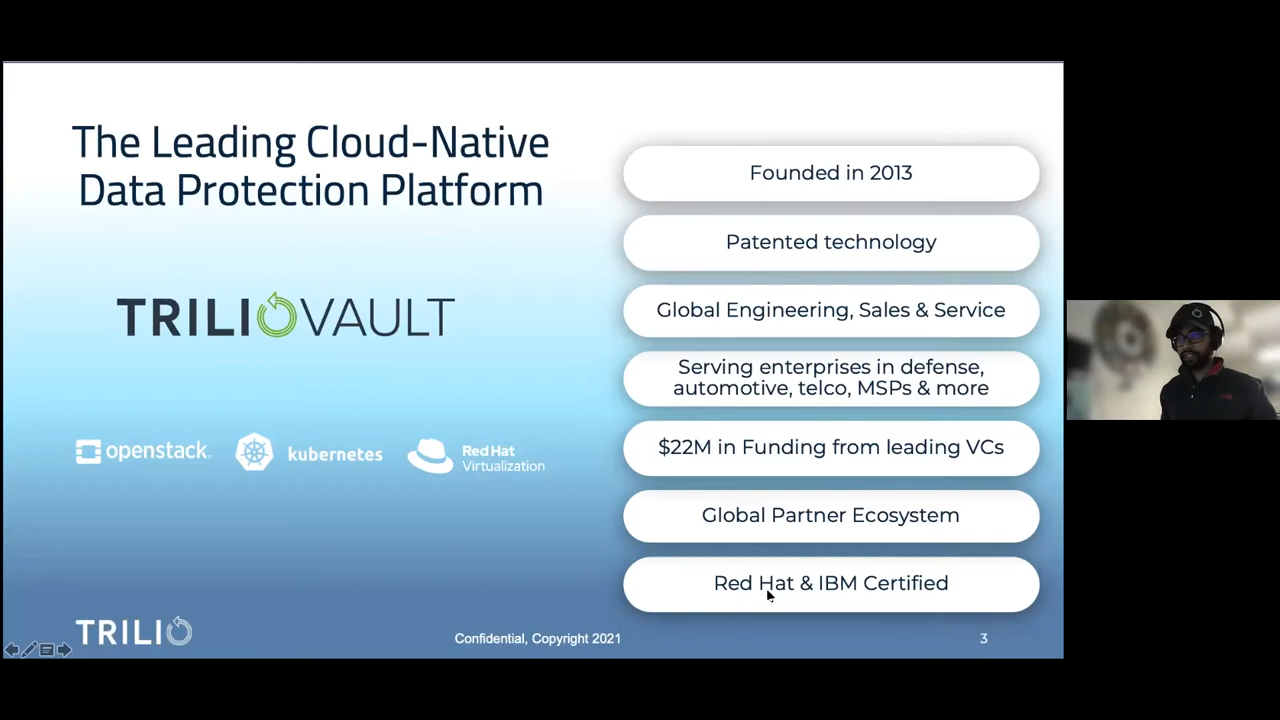 The Leading Cloud-Native
Data Protection Platform
TRILIOVAULT
openstack.
kubernetes
Red Hat
Virtualization
Founded in 2013
Patented technology
Global Engineering, Sales & Service
Serving enterprises in defense,
automotive, telco, MSPs & more
$22M in Funding from leading VCs
Global Partner Ecosystem
Red Hat & IBM Certified
TRILIO
Confidential, Copyright 2021
3